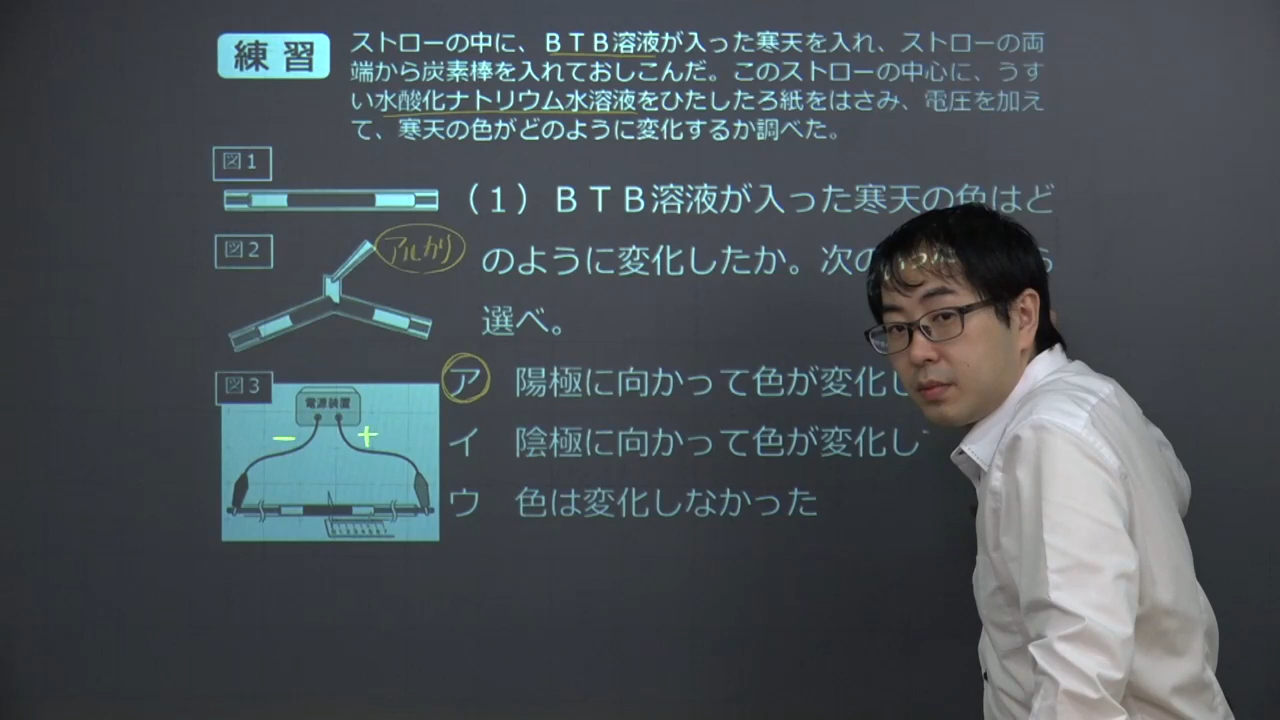 練習
ストローの中に、ＢＴＢ溶液が入った寒天を入れ、ストローの両
端から炭素棒を入れておしこんだ。このストローの中心に、うす
い水酸化ナトリウム水溶液をひたしたろ紙をはさみ、電圧を加え
て、寒天の色がどのように変化するか調べた。
図１
（１）ＢＴＢ溶液が入った寒天の色はど
図２
アルカリ
のように変化したか。次の
選べ。
図３
電源装置
－ ＋
ア 陽極に向かって色が変化し
イ 陰極に向かって色が変化し
ウ 色は変化しなかった